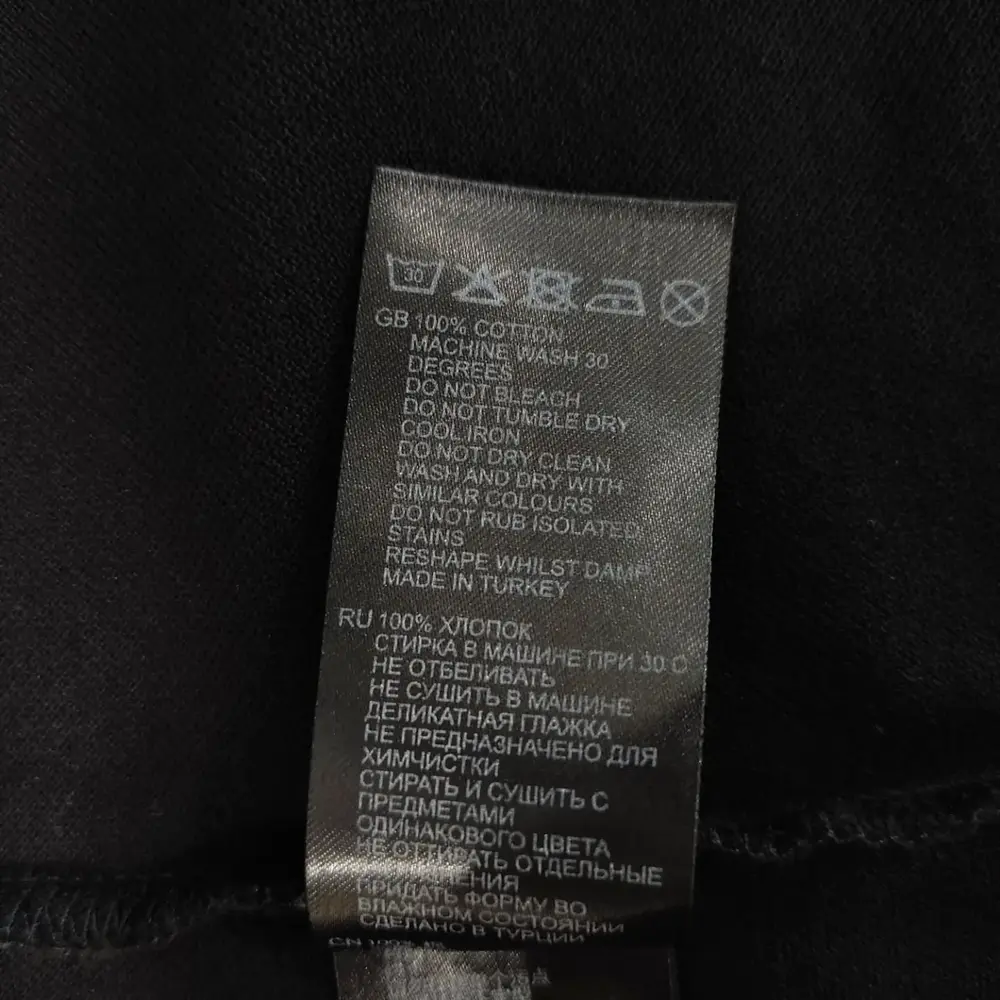 30
GB 100% COTTON
MACHINE WASH 30
DEGREES
DO NOT BLEACH
DO NOT TUMBLE DRY
COOL IRON
DO NOT DRY CLEAN
WASH AND DRY WITH
SIMILAR COLOURS
DO NOT RUB ISOLATED
STAINS
RESHAPE WHILST DAMP
MADE IN TURKEY
RU 100% ХЛОПОК
СТИРКА В МАШИНЕ ПРИ 30 C
НЕ ОТБЕЛИВАТЬ
НЕ СУШИТЬ В МАШИНЕ
ДЕЛИКАТНАЯ ГЛАЖКА
НЕ ПРЕДНАЗНАЧЕНО ДЛЯ
ХИМЧИСТКИ
СТИРАТЬ И СУШИТЬ С
ПРЕДМЕТАМИ
ОДИНАКОВОГО ЦВЕТА
НЕ ОТТИРАТЬ ОТДЕЛЬНЫЕ
ПРИДАТЬ ФОРМУ ВО
ВЛАЖНОМ СОСТОЯНИИ
СДЕЛАНО В ТУРЦИИ
CN